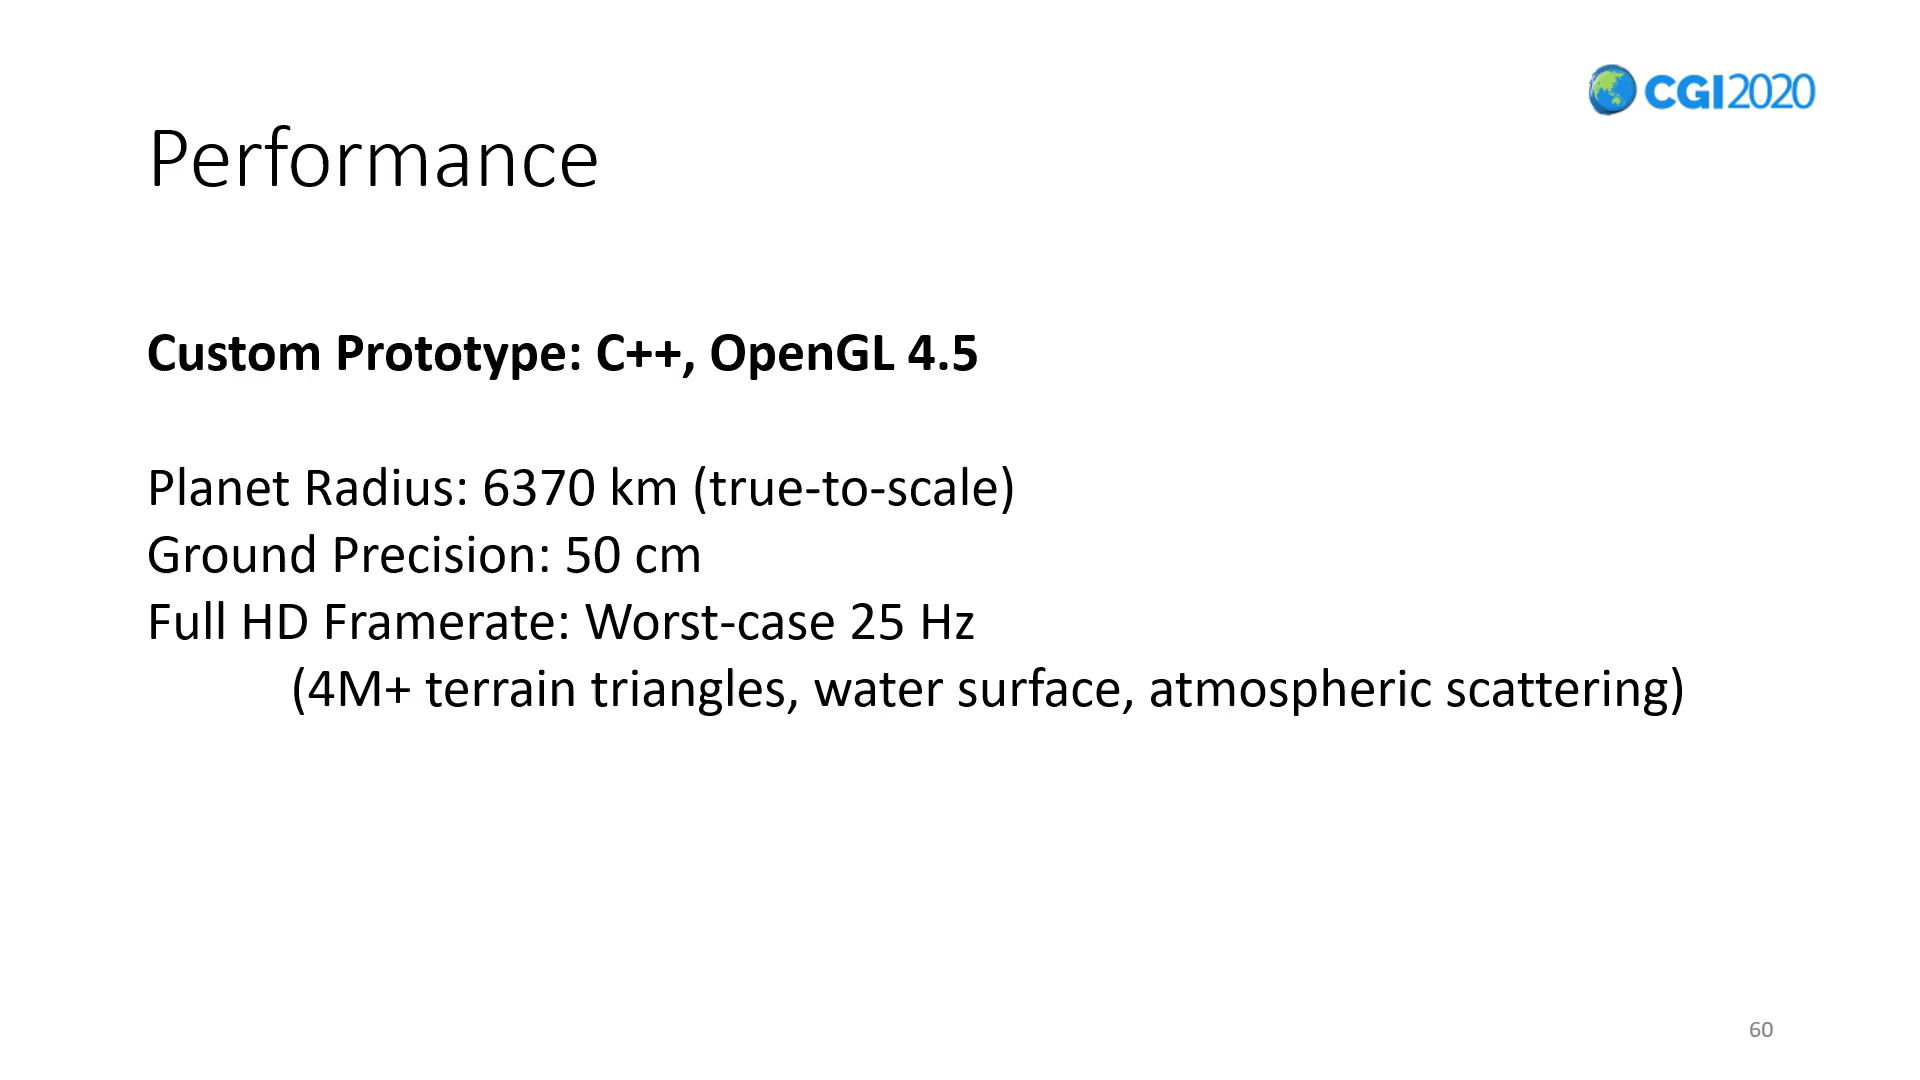 CGI2020
Performance
Custom Prototype: C++, OpenGL 4.5
Planet Radius: 6370 km (true-to-scale)
Ground Precision: 50 cm
Full HD Framerate: Worst-case 25 Hz
(4M+ terrain triangles, water surface, atmospheric scattering)
60